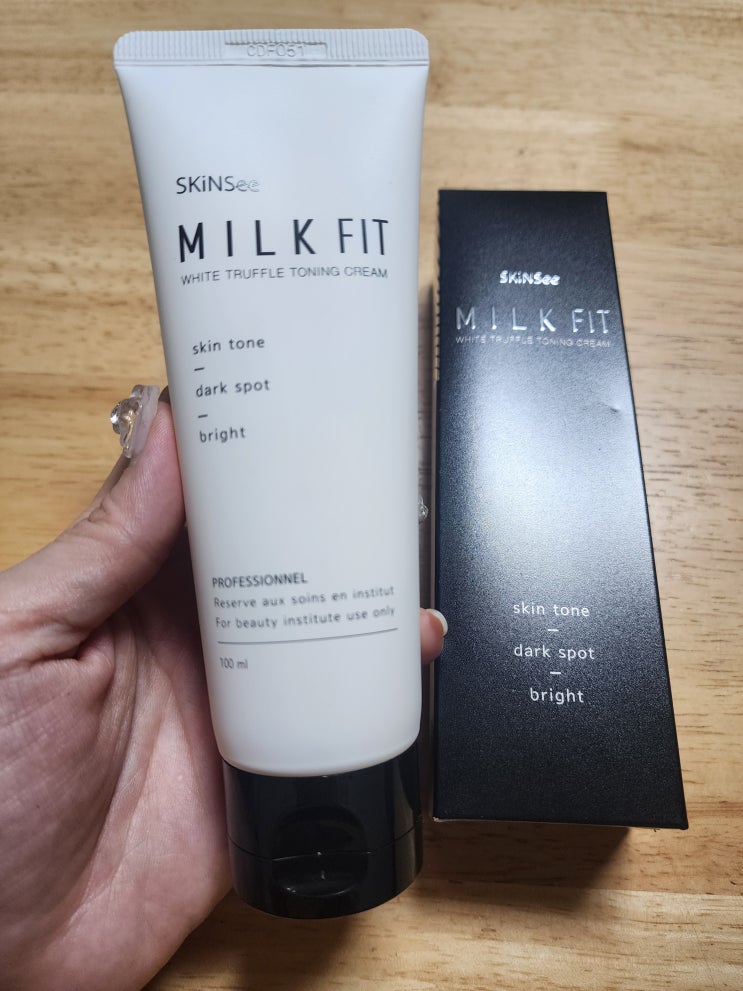 CDF051
SKiNSee
MILK FIT
WHITE TRUFFLE TONING CREAM
skin tone
dark spot
bright
PROFESSIONNEL
Reserve aux soins en institut
For beauty institute use only
100 ml
SKiNSee
MILK FIT
WHITE TRUFFLE TONING CREAM
skin tone
dark spot
bright